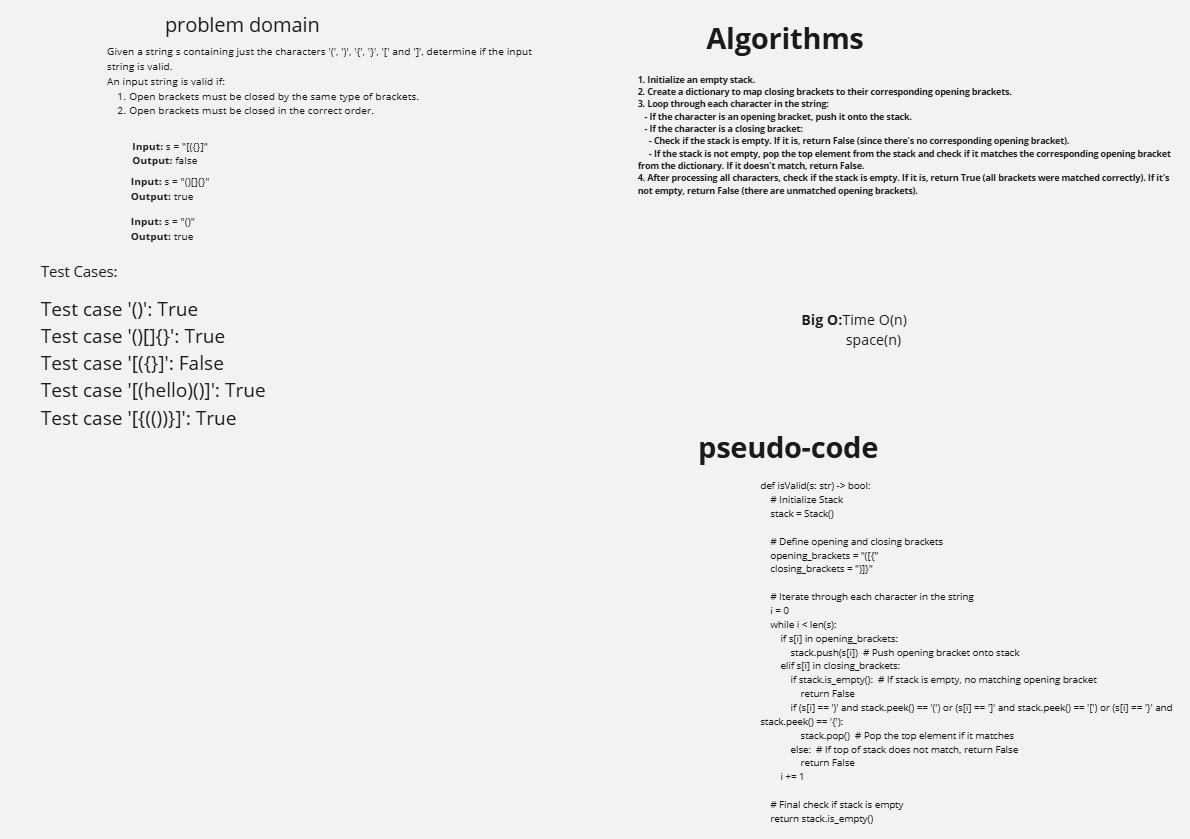 problem domain
Given a string s containing just the characters '(', ')', '{', '}', '[' and ']', determine if the input
string is valid.
An input string is valid if:
1. Open brackets must be closed by the same type of brackets.
2. Open brackets must be closed in the correct order.
Input: s = "[({}]"
Output: false
Input: s = "()[]{}"
Output: true
Input: s = "()"
Output: true
Test Cases:
Test case '()': True
Test case '()[]{}': True
Test case '[({}]': False
Test case '[(hello)()]': True
Test case '[{(())}]': True
Algorithms
1. Initialize an empty stack.
2. Create a dictionary to map closing brackets to their corresponding opening brackets.
3. Loop through each character in the string:
- If the character is an opening bracket, push it onto the stack.
- If the character is a closing bracket:
- Check if the stack is empty. If it is, return False (since there's no corresponding opening bracket).
- If the stack is not empty, pop the top element from the stack and check if it matches the corresponding opening bracket
from the dictionary. If it doesn't match, return False.
4. After processing all characters, check if the stack is empty. If it is, return True (all brackets were matched correctly). If it's
not empty, return False (there are unmatched opening brackets).
Big O:Time O(n)
space(n)
pseudo-code
def isValid(s: str) -> bool:
# Initialize Stack
stack = Stack()
# Define opening and closing brackets
opening_brackets = "([{"
closing_brackets = ")]}"
# Iterate through each character in the string
i = 0
while i < len(s):
if s[i] in opening_brackets:
stack.push(s[i])  # Push opening bracket onto stack
elif s[i] in closing_brackets:
if stack.is_empty():  # If stack is empty, no matching opening bracket
return False
if (s[i] == ')' and stack.peek() == '(') or (s[i] == ']' and stack.peek() == '[') or (s[i] == '}' and
stack.peek() == '{'):
stack.pop()  # Pop the top element if it matches
else:  # If top of stack does not match, return False
return False
i += 1
# Final check if stack is empty
return stack.is_empty()